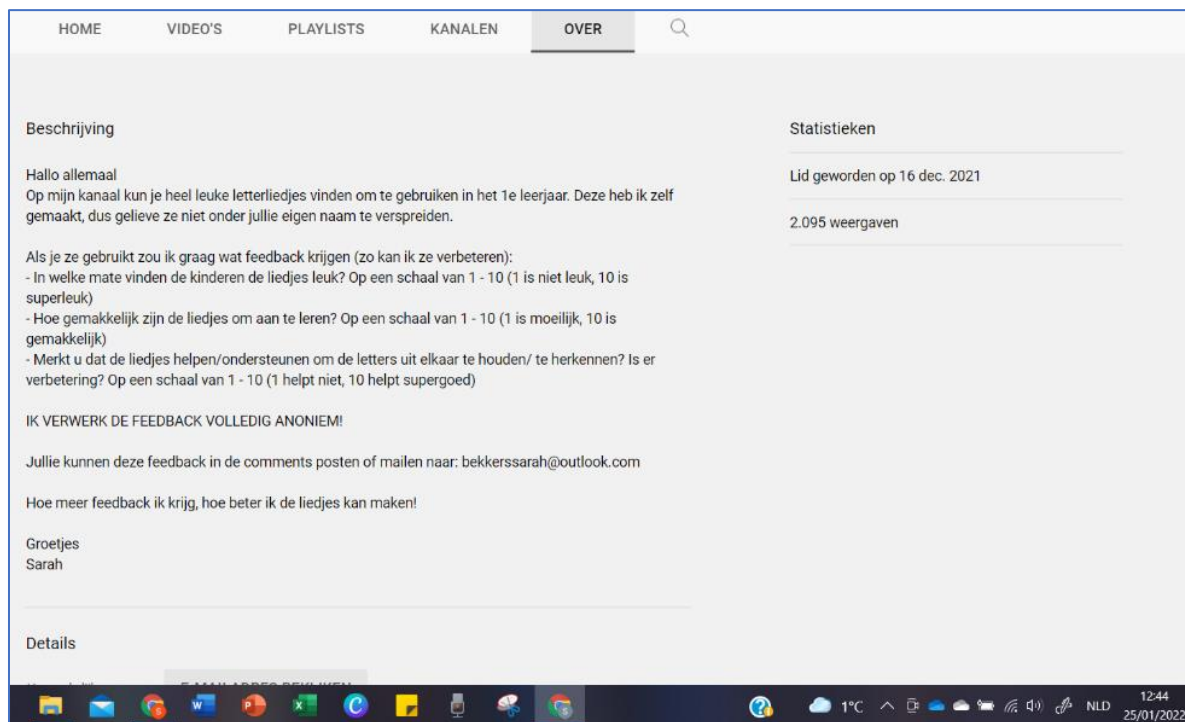 HOME VIDEO'S PLAYLISTS KANALEN OVER
Beschrijving
Hallo allemaal
Op mijn kanaal kun je heel leuke letterliedjes vinden om te gebruiken in het 1e leerjaar. Deze heb ik zelf
gemaakt, dus gelieve ze niet onder jullie eigen naam te verspreiden.
Als je ze gebruikt zou ik graag wat feedback krijgen (zo kan ik ze verbeteren):
- In welke mate vinden de kinderen de liedjes leuk? Op een schaal van 1 - 10 (1 is niet leuk, 10 is
superleuk)
- Hoe gemakkelijk zijn de liedjes om aan te leren? Op een schaal van 1 - 10 (1 is moeilijk, 10 is
gemakkelijk)
- Merkt u dat de liedjes helpen/ondersteunen om de letters uit elkaar te houden/ te herkennen? Is er
verbetering? Op een schaal van 1 - 10 (1 helpt niet, 10 helpt supergoed)
IK VERWERK DE FEEDBACK VOLLEDIG ANONIEM!
Jullie kunnen deze feedback in de comments posten of mailen naar: bekkerssarah@outlook.com
Hoe meer feedback ik krijg, hoe beter ik de liedjes kan maken!
Groetjes
Sarah
Details
E-MAILADRES BEKIJKEN
Statistieken
Lid geworden op 16 dec. 2021
2.095 weergaven
1°C NLD 12:44
25/01/2022